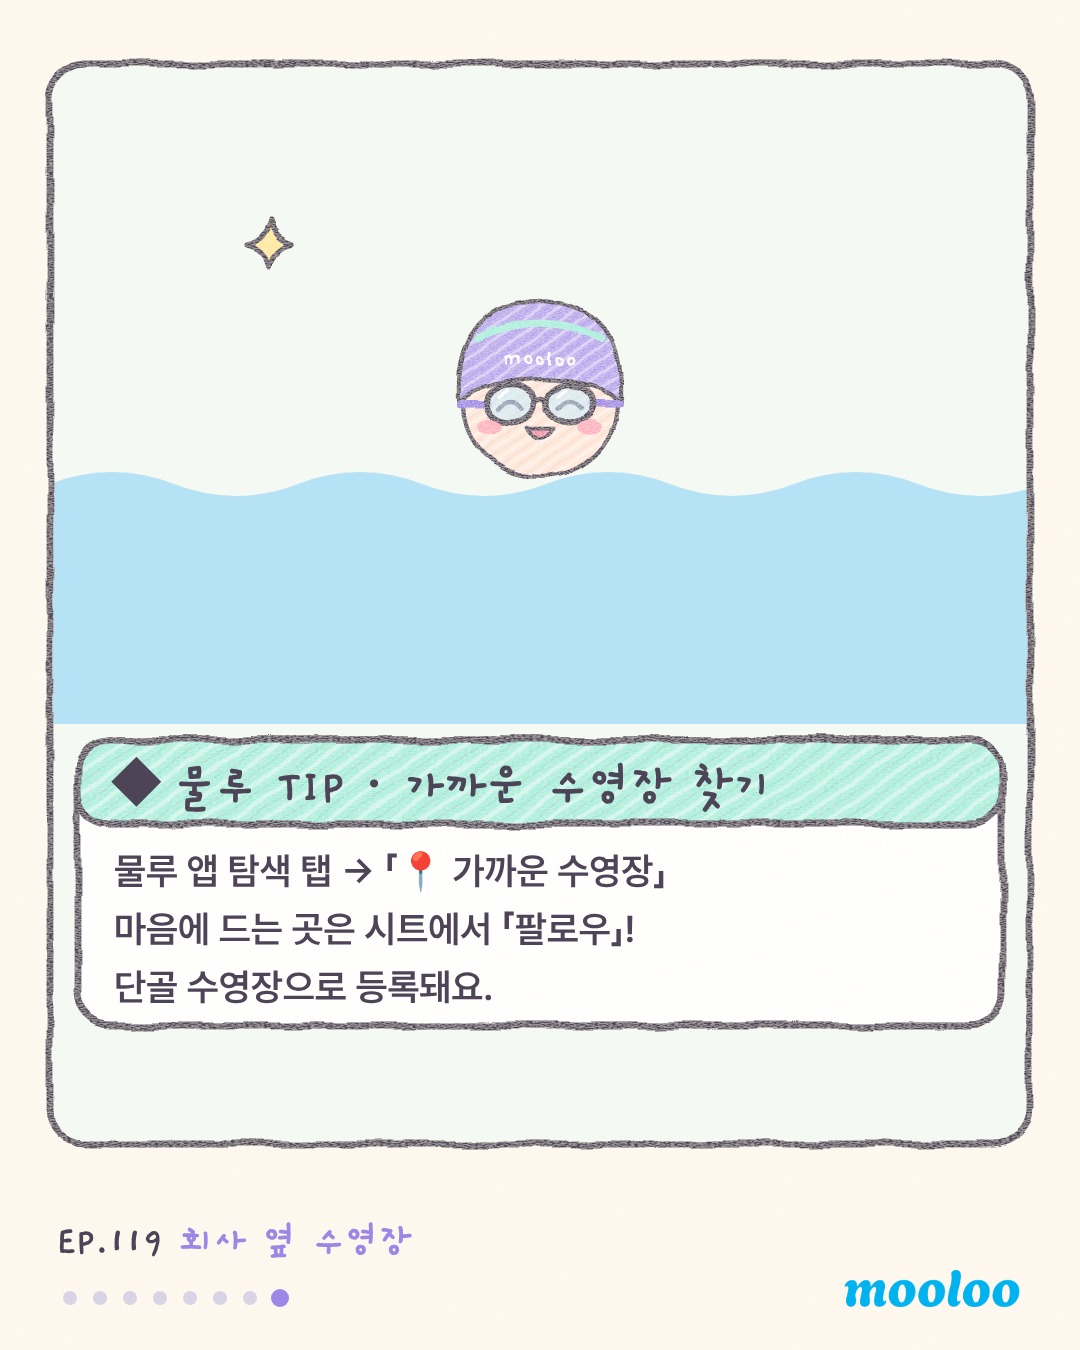 mooloo
◆ 물루 TIP · 가까운 수영장 찾기
물루 앱 탐색 탭 → 「📍 가까운 수영장」
마음에 드는 곳은 시트에서 「팔로우」!
단골 수영장으로 등록돼요.
EP.119 회사 옆 수영장
mooloo